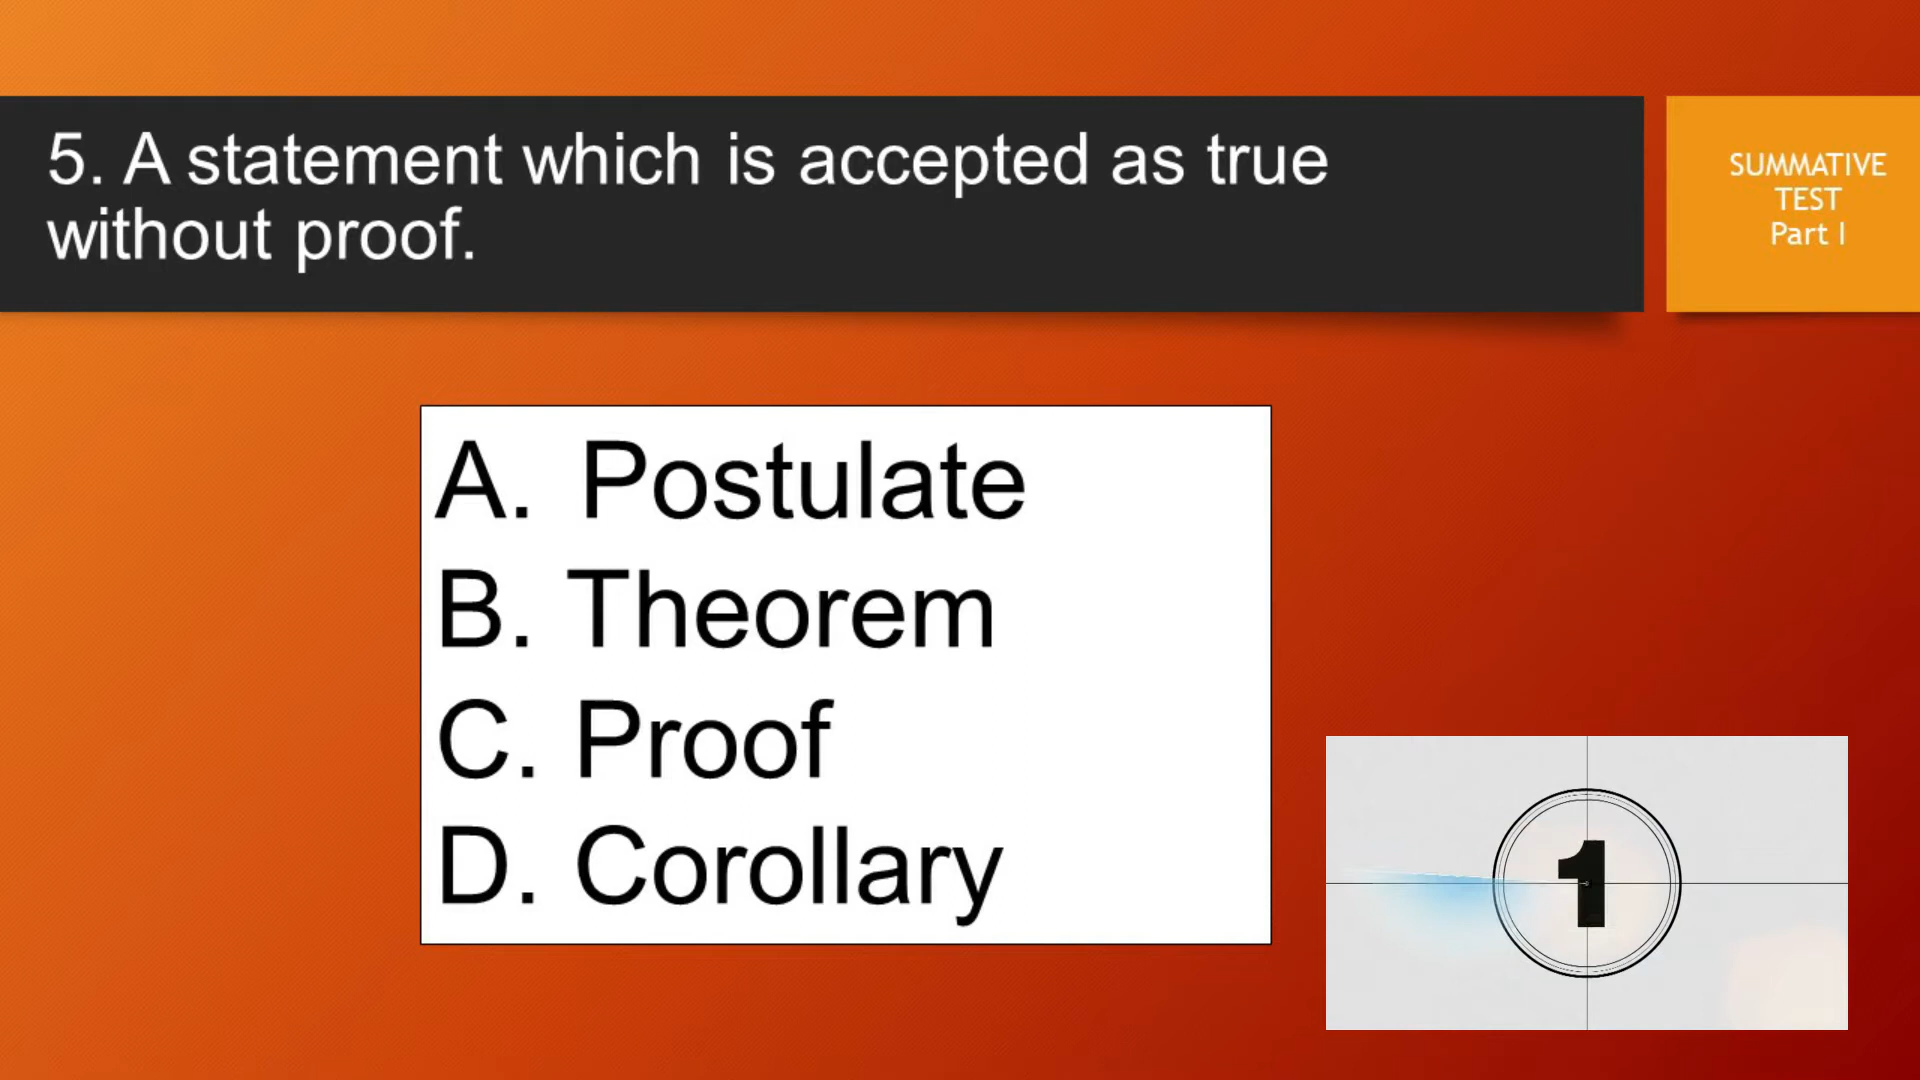 5. A statement which is accepted as true
without proof.
SUMMATIVE
TEST
Part I
A. Postulate
B. Theorem
C. Proof
D. Corollary
1